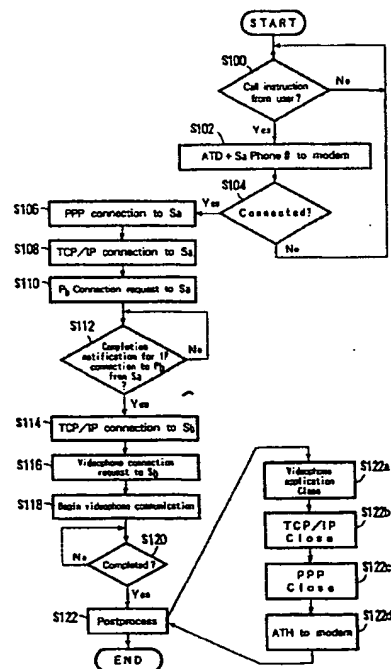 START
S100
Call instruction
from user?
No
Yes
S102
ATD + Sa Phone # to modem
S104
Connected?
Yes
No
S106
PPP connection to Sa
S108
TCP/IP connection to Sa
S110
Pb Connection request to Sa
S112
Completion
notification for IP
connection to Pb
from Sa
?
No
Yes
S114
TCP/IP connection to Sb
S116
Videophone connection
request to Sb
S118
Begin videophone communication
S120
Completed?
No
Yes
S122
Postprocess
END
S122a
Videophone
application
Close
S122b
TCP/IP
Close
S122c
PPP
Close
S122d
ATH to modem